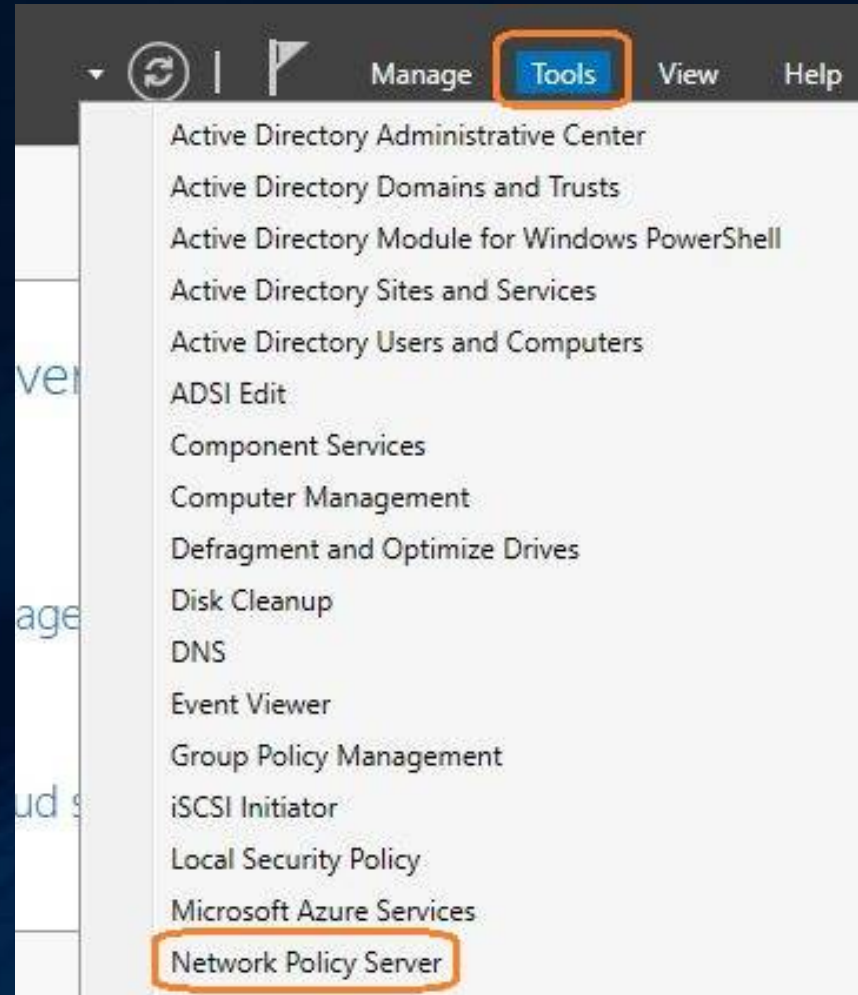 Manage Tools View Help
Active Directory Administrative Center
Active Directory Domains and Trusts
Active Directory Module for Windows PowerShell
Active Directory Sites and Services
Active Directory Users and Computers
ver
ADSI Edit
Component Services
Computer Management
Defragment and Optimize Drives
Disk Cleanup
age
DNS
Event Viewer
Group Policy Management
ud s
iSCSI Initiator
Local Security Policy
Microsoft Azure Services
Network Policy Server